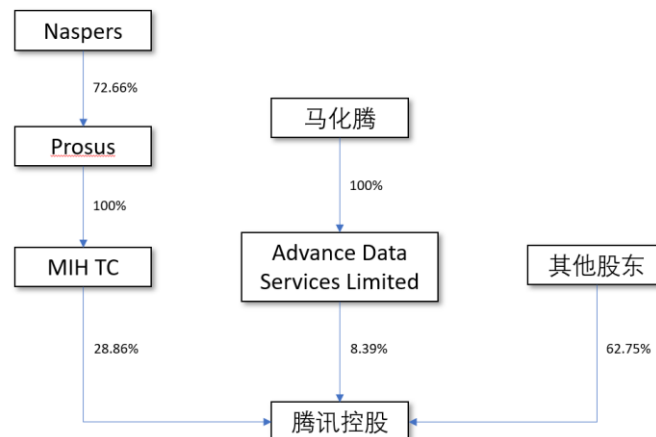 Naspers
72.66%
马化腾
Prosus
100%
100%
MIH TC
Advance Data
Services Limited
其他股东
28.86%
8.39%
62.75%
腾讯控股